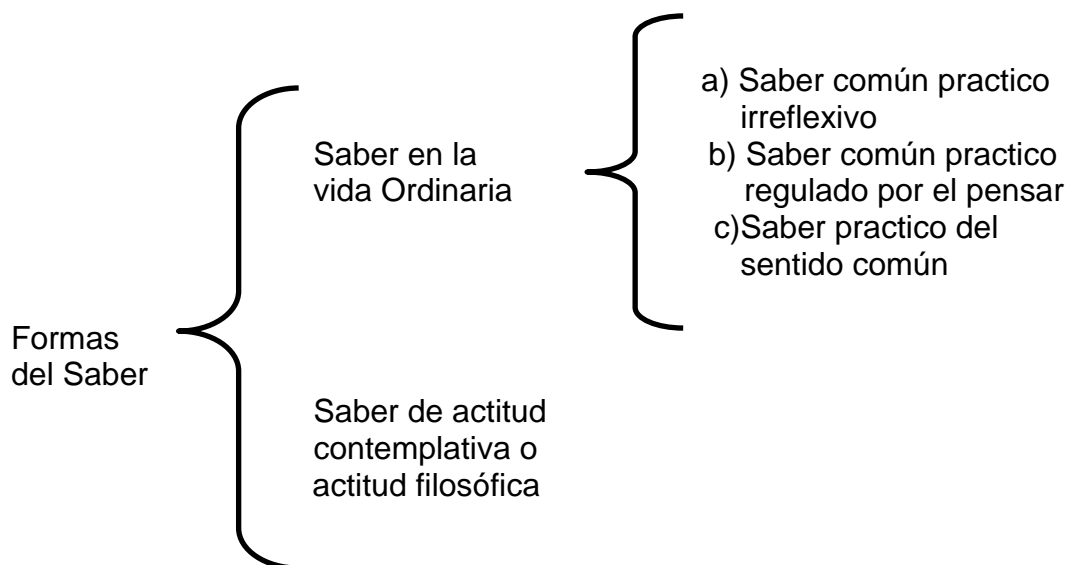 Formas
del Saber
Saber en la
vida Ordinaria
a) Saber común practico
irreflexivo
b) Saber común practico
regulado por el pensar
c)Saber practico del
sentido común
Saber de actitud
contemplativa o
actitud filosófica